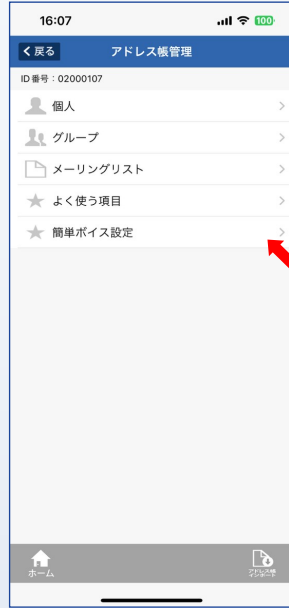 16:07
100
戻る
アドレス帳管理
ID番号:02000107
個人
グループ
メーリングリスト
よく使う項目
簡単ボイス設定
ホーム
アドレス帳
インポート